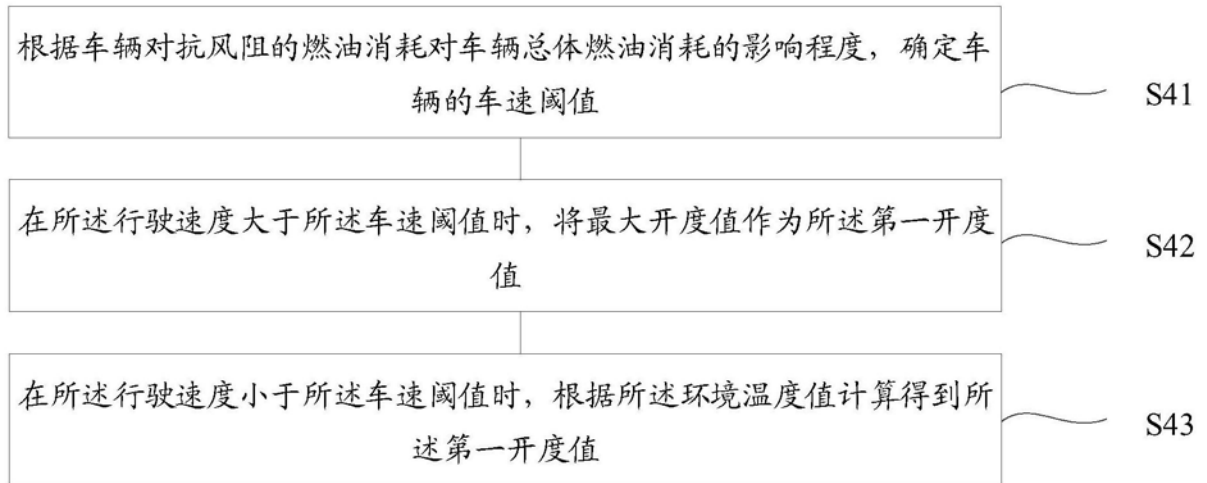 根据车辆对抗风阻的燃油消耗对车辆总体燃油消耗的影响程度，确定车
辆的车速阈值
S41
在所述行驶速度大于所述车速阈值时，将最大开度值作为所述第一开度
值
S42
在所述行驶速度小于所述车速阈值时，根据所述环境温度值计算得到所
述第一开度值
S43